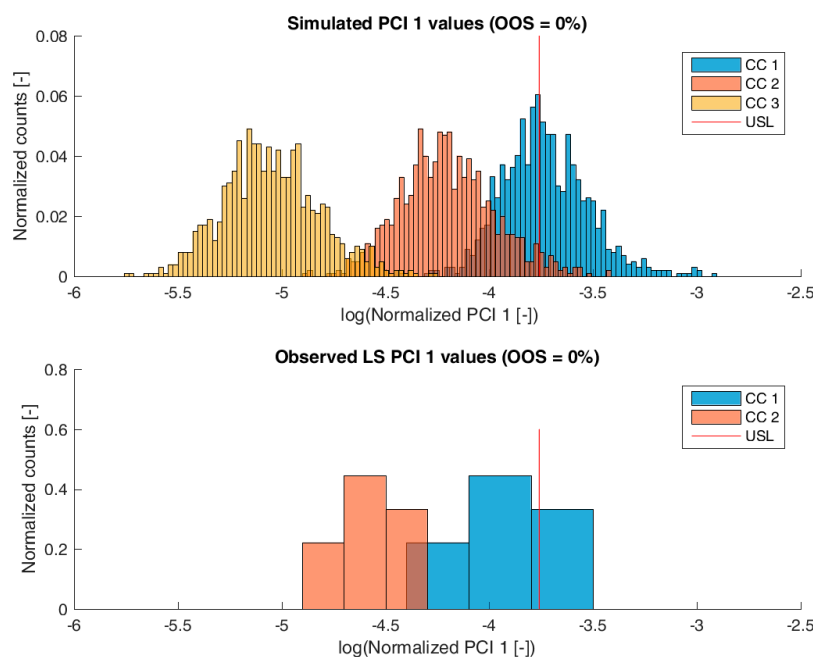 Simulated PCI 1 values (OOS = 0%)
0.08
0.06
0.04
0.02
0
Normalized counts [-]
CC 1
CC 2
CC 3
USL
-6
-5.5
-5
-4.5
-4
-3.5
-3
-2.5
log(Normalized PCI 1 [-])
Observed LS PCI 1 values (OOS = 0%)
0.8
0.6
0.4
0.2
0
Normalized counts [-]
CC 1
CC 2
USL
-6
-5.5
-5
-4.5
-4
-3.5
-3
-2.5
log(Normalized PCI 1 [-])